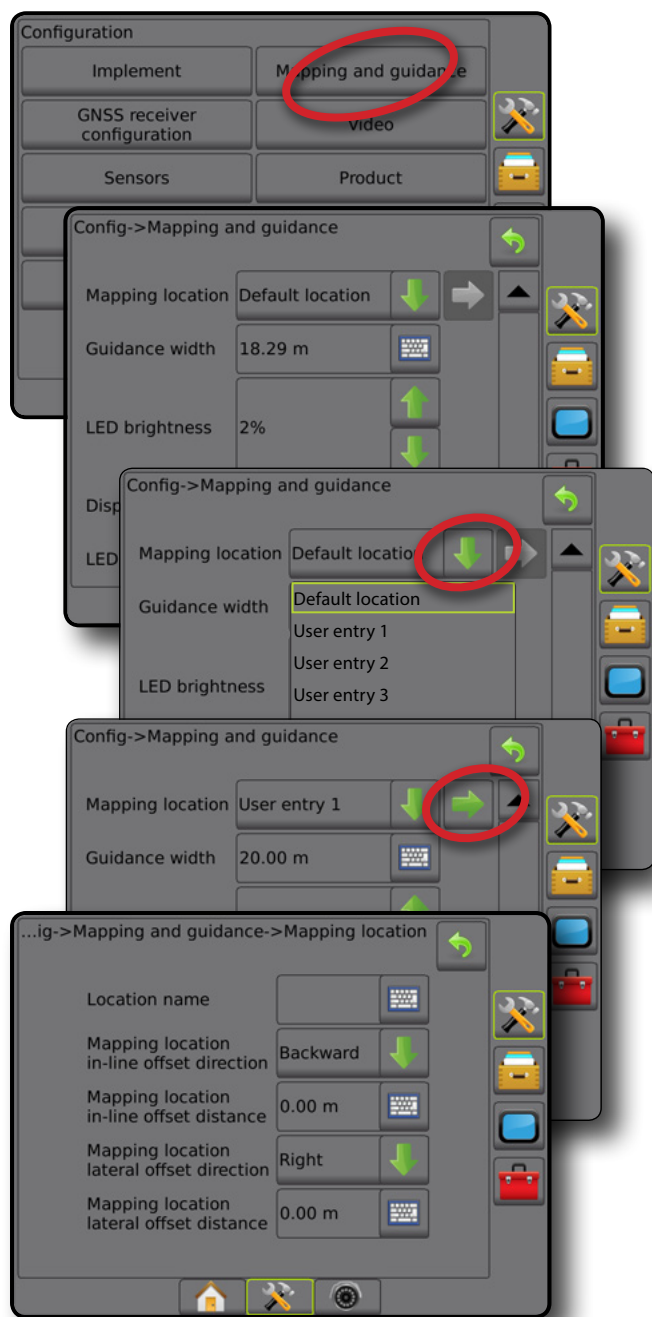 Configuration
Implement
Mapping and guidance
GNSS receiver
configuration
Video
Sensors
Product
Config->Mapping and guidance
Mapping location
Default location
Guidance width
18.29 m
LED brightness
2%
Disp
LED
Config->Mapping and guidance
Mapping location
Default location
Guidance width
Default location
User entry 1
User entry 2
User entry 3
LED brightness
Config->Mapping and guidance
Mapping location
User entry 1
Guidance width
20.00 m
...ig->Mapping and guidance->Mapping location
Location name
Mapping location
in-line offset direction
Backward
Mapping location
in-line offset distance
0.00 m
Mapping location
lateral offset direction
Right
Mapping location
lateral offset distance
0.00 m